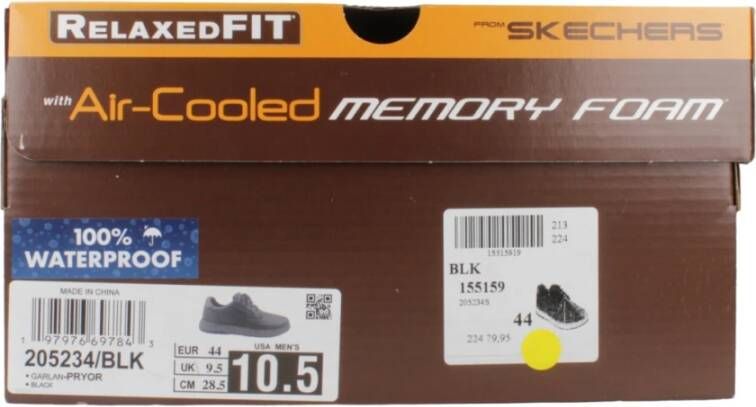 RELAXEDFIT®
FROM SKECHERS
with Air-Cooled MEMORY FOAM
100%
WATERPROOF
MADE IN CHINA
1 97976 69784 3
205234/BLK
• GARLAN-PRYOR
• BLACK
USA MEN'S
EUR 44
UK 9.5
CM 28.5
10.5
213
224
15315919
BLK
155159
205234S
44
224 79,95